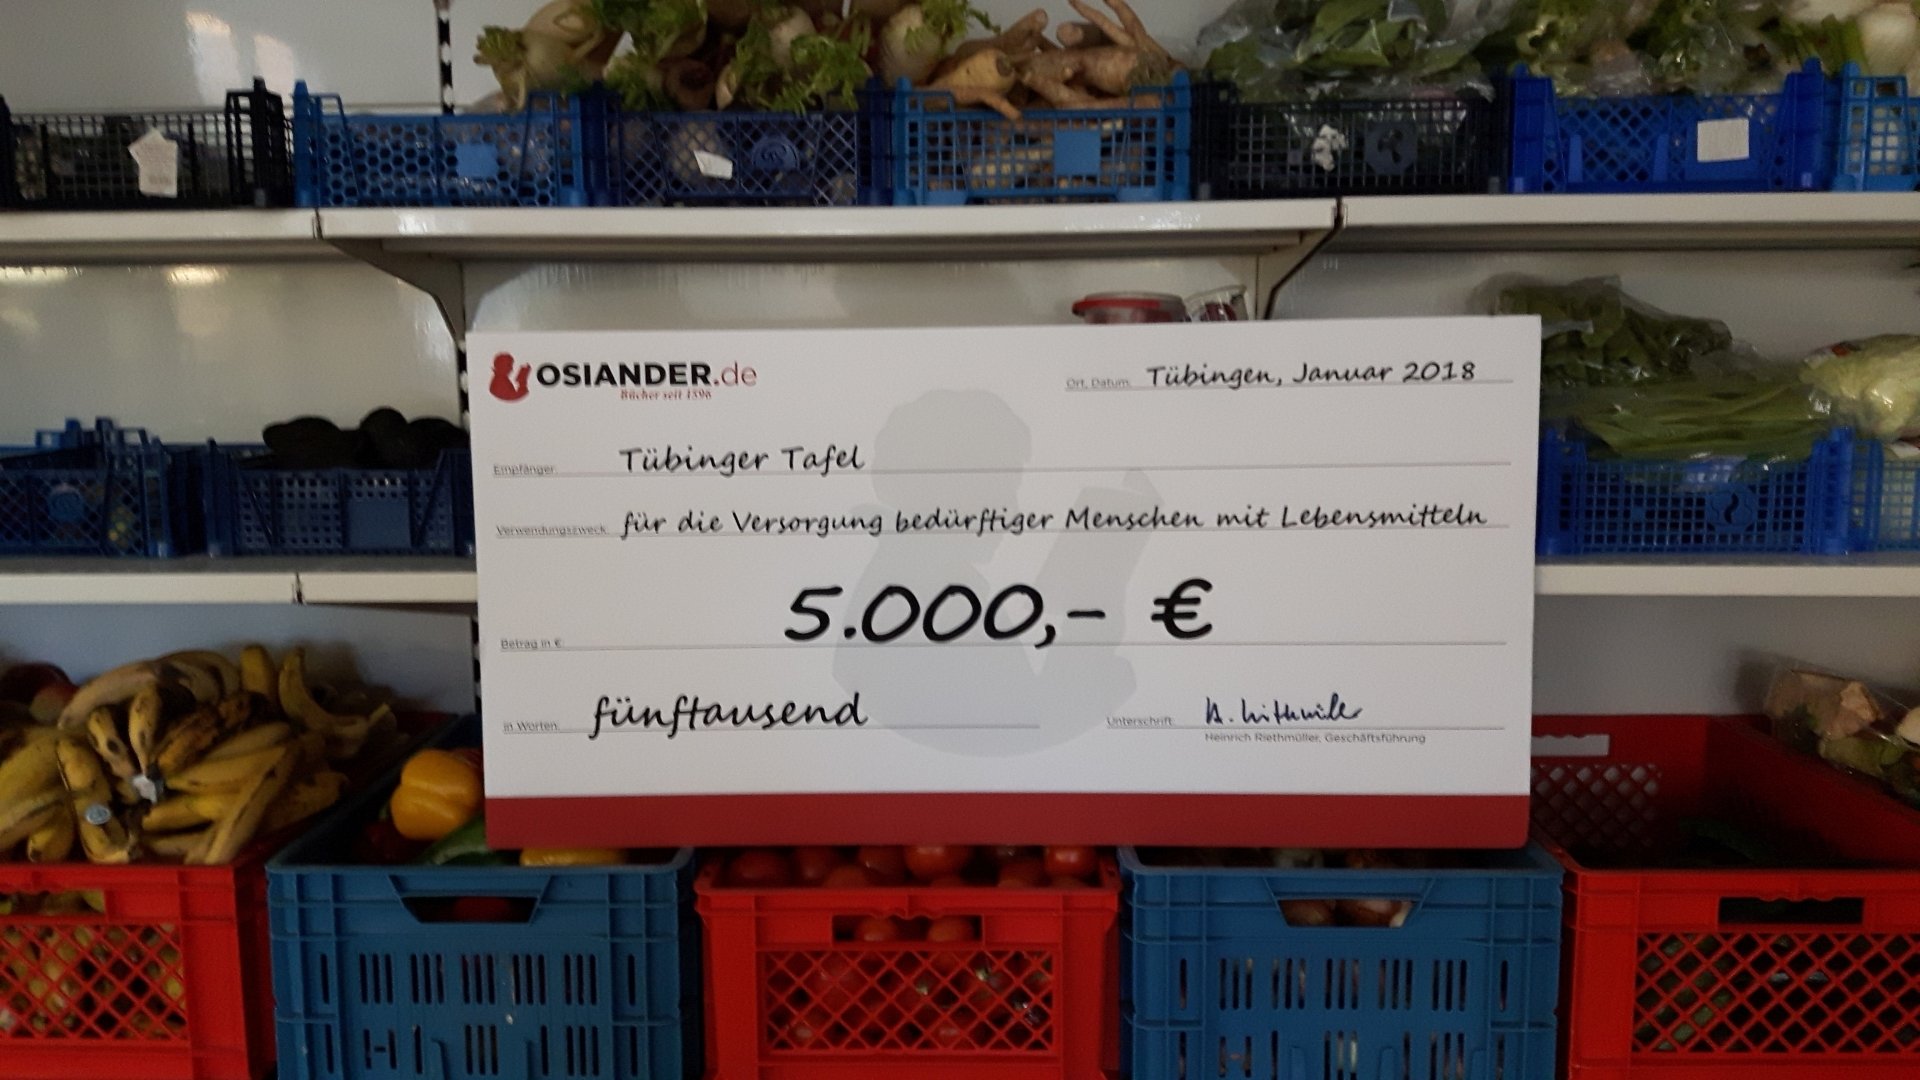 OSIANDER.de
Bücher seit 1596
Ort, Datum: Tübingen, Januar 2018
Empfänger: Tübinger Tafel
Verwendungszweck: für die Versorgung bedürftiger Menschen mit Lebensmitteln
Betrag in €: 5.000,- €
in Worten: fünftausend
Unterschrift:
Heinrich Riethmüller, Geschäftsführung